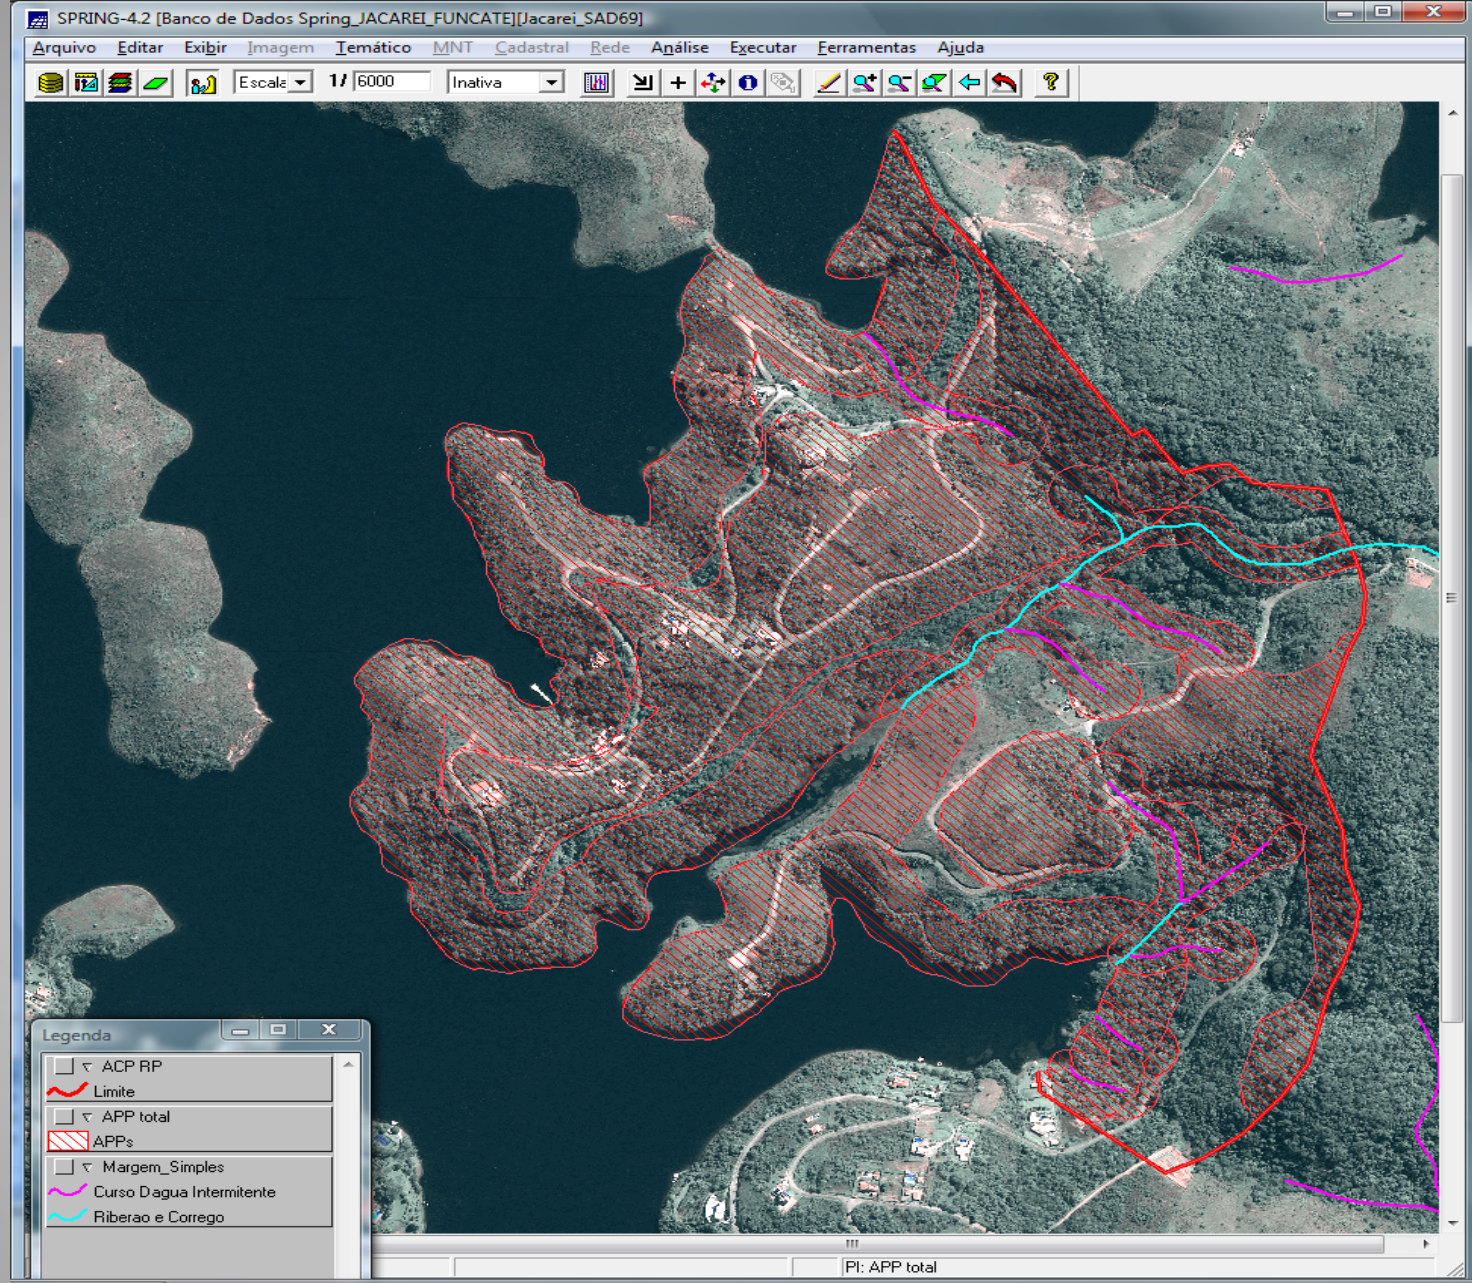 SPRING-4.2 [Banco de Dados Spring_JACAREI_FUNCATE][Jacarei_SAD69]
Arquivo Editar Exibir Imagem Temático MNT Cadastral Rede Análise Executar Ferramentas Ajuda
Escala 1/ 6000 Inativa
Legenda
ACP RP
Limite
APP total
APPs
Margem_Simples
Curso Dagua Intermitente
Riberao e Corrego
PI: APP total